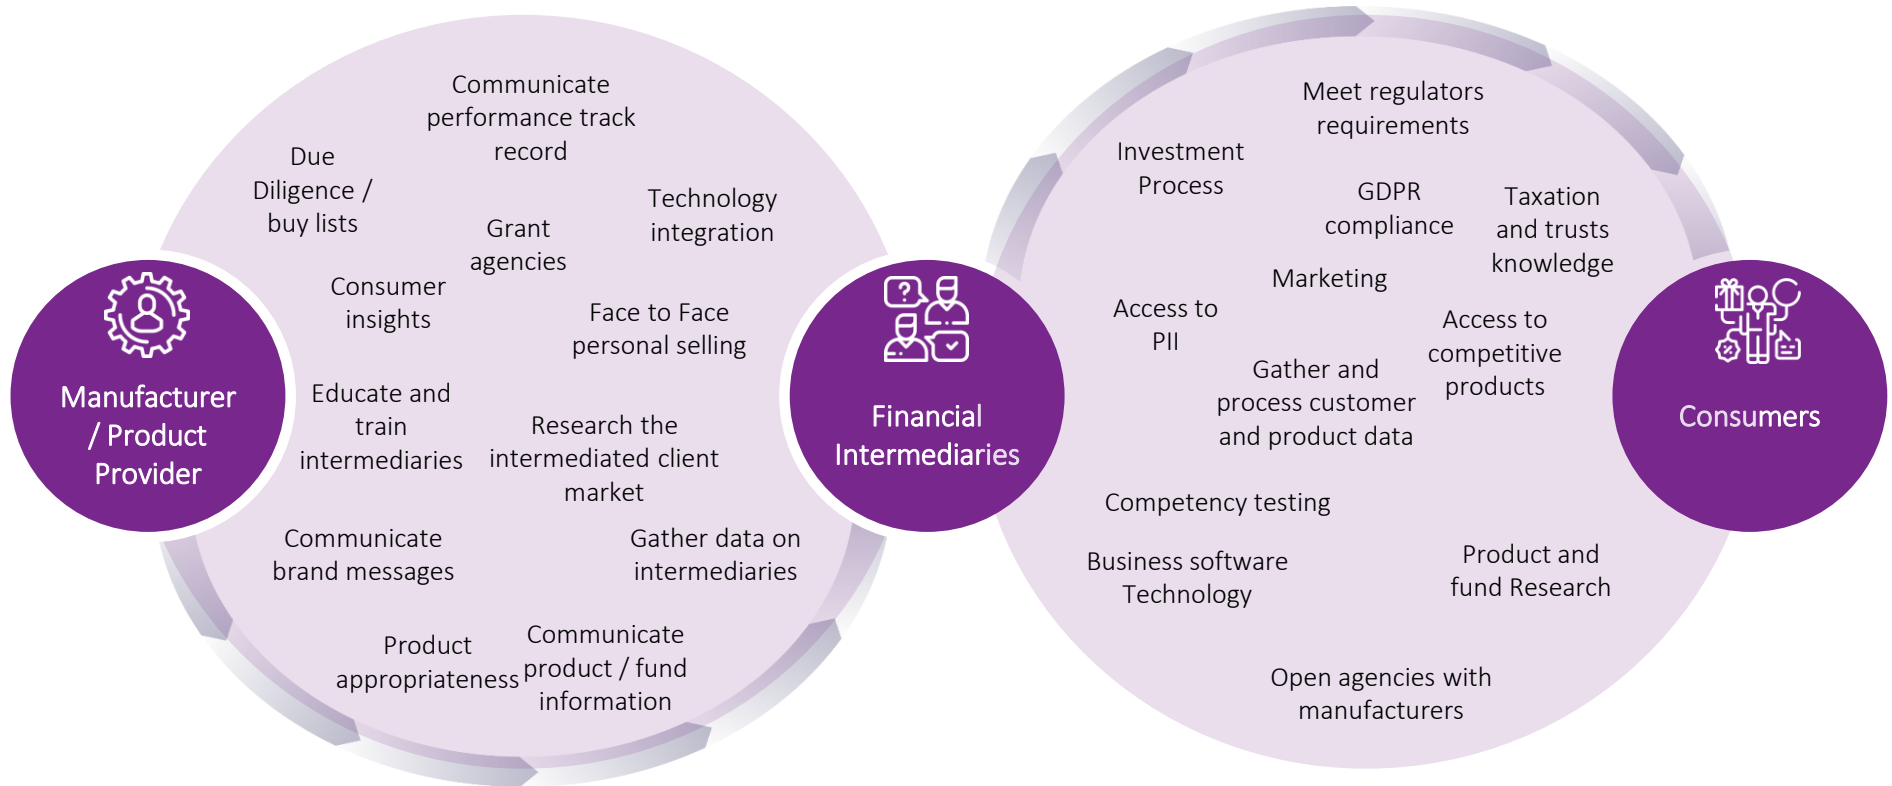 Manufacturer
/ Product
Provider
Communicate
performance track
record
Due
Diligence /
buy lists
Technology
integration
Grant
agencies
Consumer
insights
Face to Face
personal selling
Educate and
train
intermediaries
Research the
intermediated client
market
Communicate
brand messages
Gather data on
intermediaries
Product
appropriateness
Communicate
product / fund
information
?
Financial
Intermediaries
Meet regulators
requirements
Investment
Process
GDPR
compliance
Taxation
and trusts
knowledge
Marketing
Access to
PII
Access to
competitive
products
Gather and
process customer
and product data
Competency testing
Business software
Technology
Product and
fund Research
Open agencies with
manufacturers
%
Consumers